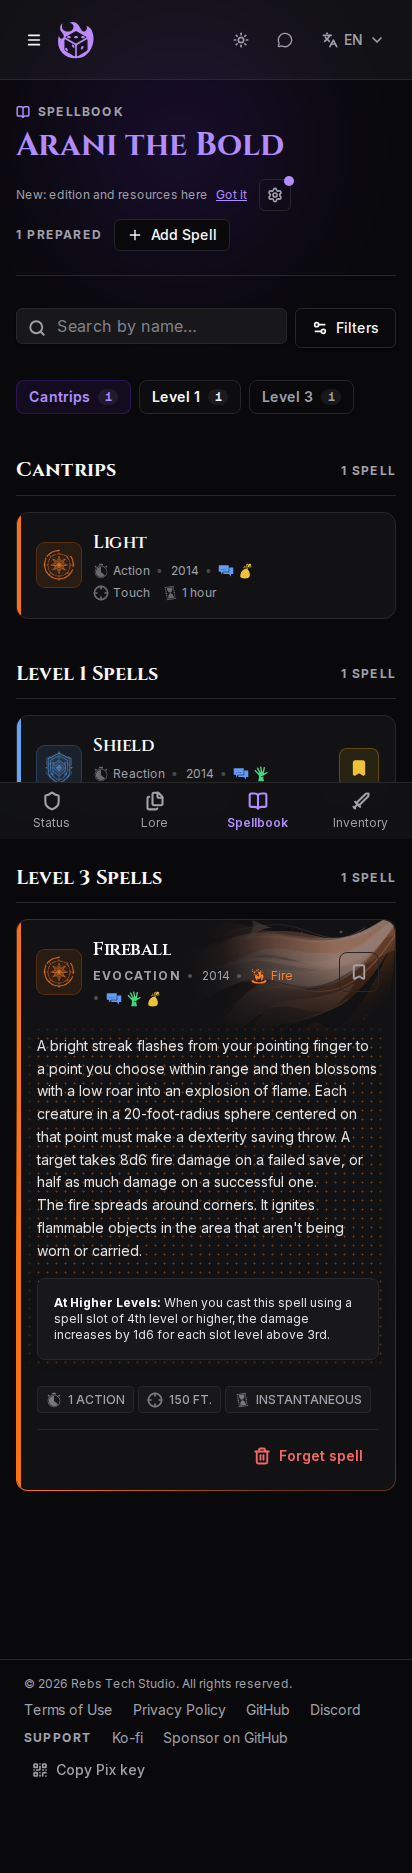 EN
SPELLBOOK
Arani the Bold
New: edition and resources here Got it
1 PREPARED + Add Spell
Search by name...
Filters
Cantrips 1 Level 1 1 Level 3 1
Cantrips 1 SPELL
Light
Action • 2014 •
Touch 1 hour
Level 1 Spells 1 SPELL
Shield
Reaction • 2014 •
Status Lore Spellbook Inventory
Level 3 Spells 1 SPELL
Fireball
EVOCATION • 2014 • Fire
•
A bright streak flashes from your pointing finger to
a point you choose within range and then blossoms
with a low roar into an explosion of flame. Each
creature in a 20-foot-radius sphere centered on
that point must make a dexterity saving throw. A
target takes 8d6 fire damage on a failed save, or
half as much damage on a successful one.
The fire spreads around corners. It ignites
flammable objects in the area that aren't being
worn or carried.
At Higher Levels: When you cast this spell using a
spell slot of 4th level or higher, the damage
increases by 1d6 for each slot level above 3rd.
1 ACTION 150 FT. INSTANTANEOUS
Forget spell
© 2026 Rebs Tech Studio. All rights reserved.
Terms of Use Privacy Policy GitHub Discord
SUPPORT Ko-fi Sponsor on GitHub
Copy Pix key